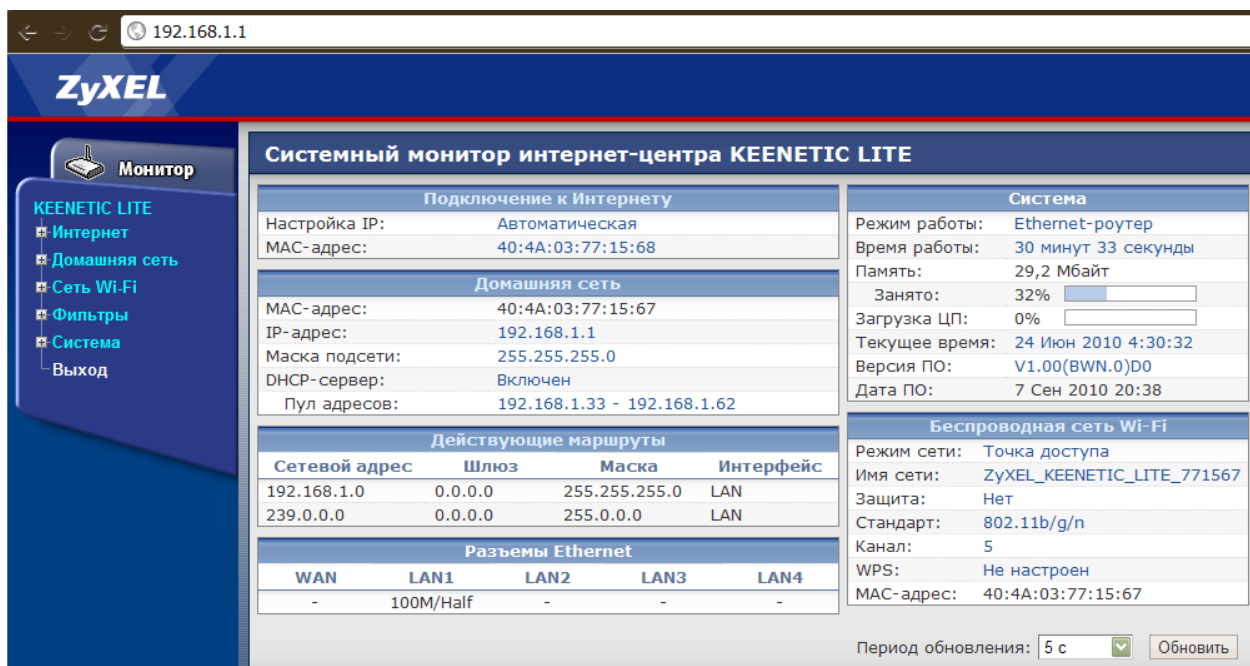 192.168.1.1
ZyXEL
Монитор
KEENETIC LITE
Интернет
Домашняя сеть
Сеть Wi-Fi
Фильтры
Система
Выход
Системный монитор интернет-центра KEENETIC LITE
Подключение к Интернету
Настройка IP: Автоматическая
MAC-адрес: 40:4A:03:77:15:68
Домашняя сеть
MAC-адрес: 40:4A:03:77:15:67
IP-адрес: 192.168.1.1
Маска подсети: 255.255.255.0
DHCP-сервер: Включен
Пул адресов: 192.168.1.33 - 192.168.1.62
Действующие маршруты
Сетевой адрес Шлюз Маска Интерфейс
192.168.1.0 0.0.0.0 255.255.255.0 LAN
239.0.0.0 0.0.0.0 255.0.0.0 LAN
Разъемы Ethernet
WAN LAN1 LAN2 LAN3 LAN4
- 100M/Half - - -
Система
Режим работы: Ethernet-роутер
Время работы: 30 минут 33 секунды
Память: 29,2 Мбайт
Занято: 32%
Загрузка ЦП: 0%
Текущее время: 24 Июн 2010 4:30:32
Версия ПО: V1.00(BWN.0)D0
Дата ПО: 7 Сен 2010 20:38
Беспроводная сеть Wi-Fi
Режим сети: Точка доступа
Имя сети: ZyXEL_KEENETIC_LITE_771567
Защита: Нет
Стандарт: 802.11b/g/n
Канал: 5
WPS: Не настроен
MAC-адрес: 40:4A:03:77:15:67
Период обновления: 5 с Обновить